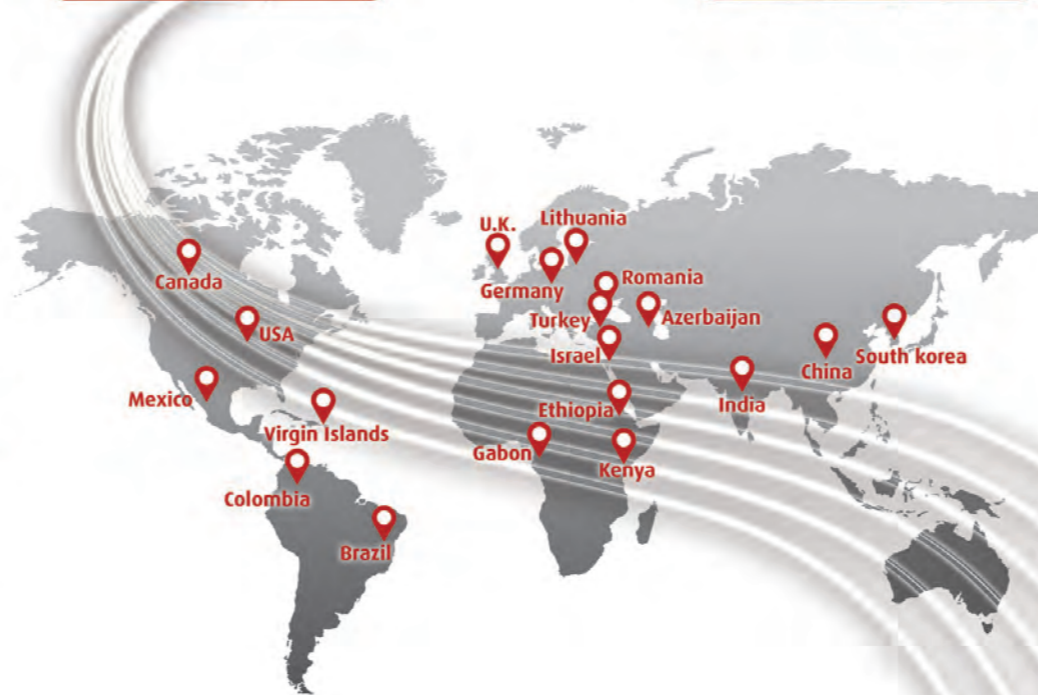 U.K.
Lithuania
Canada
Germany
Romania
USA
Turkey
Azerbaijan
Israel
China
South korea
Mexico
Virgin Islands
Ethiopia
India
Gabon
Kenya
Colombia
Brazil